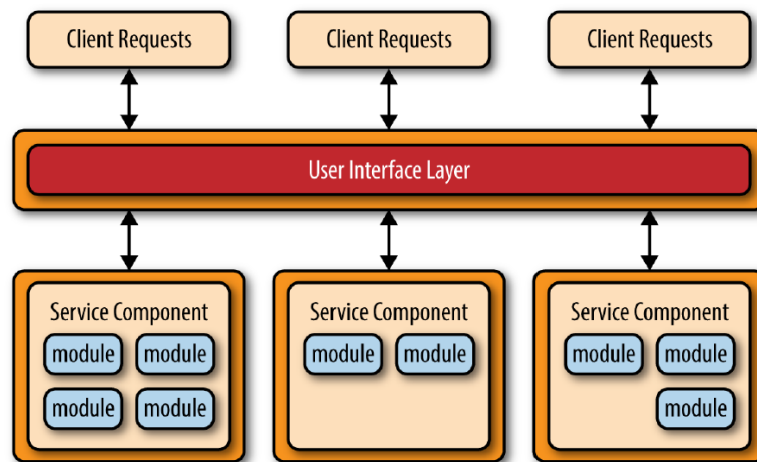 Client Requests
Client Requests
Client Requests
User Interface Layer
Service Component
module module
module module
Service Component
module module
Service Component
module module
module